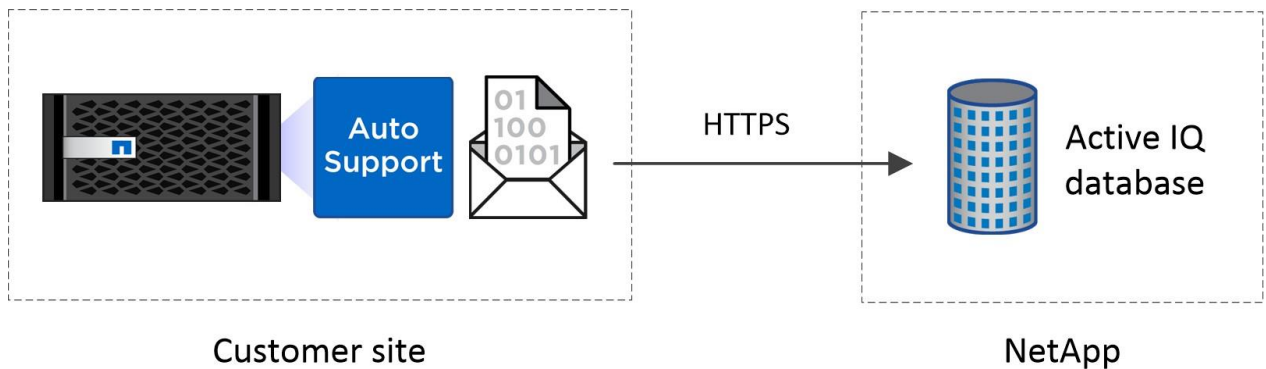 Auto
Support
01
100
0101
HTTPS
Active IQ
database
Customer site
NetApp